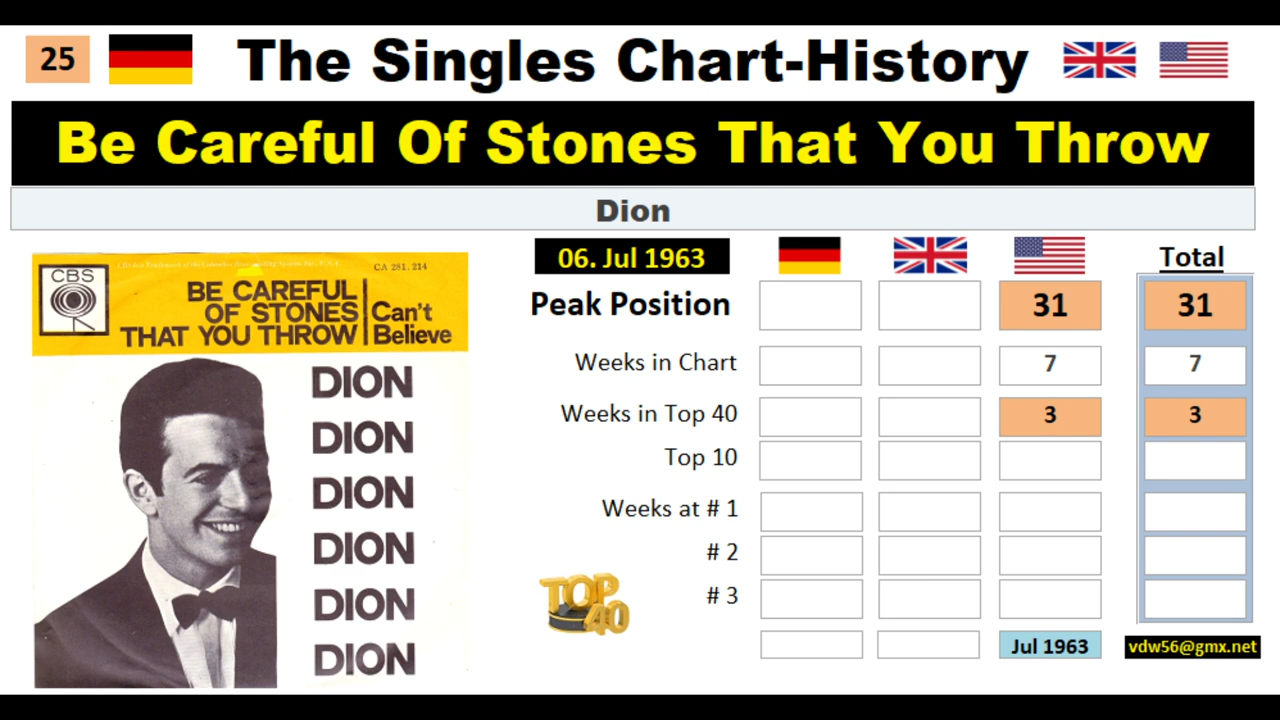 25
The Singles Chart-History
Be Careful Of Stones That You Throw
Dion
CBS
CA 281.214
BE CAREFUL
OF STONES
THAT YOU THROW
Can't
Believe
DION
DION
DION
DION
DION
DION
06. Jul 1963
Total
Peak Position 31 31
Weeks in Chart 7 7
Weeks in Top 40 3 3
Top 10
Weeks at # 1
# 2
# 3
TOP
40
Jul 1963
vdw56@gmx.net